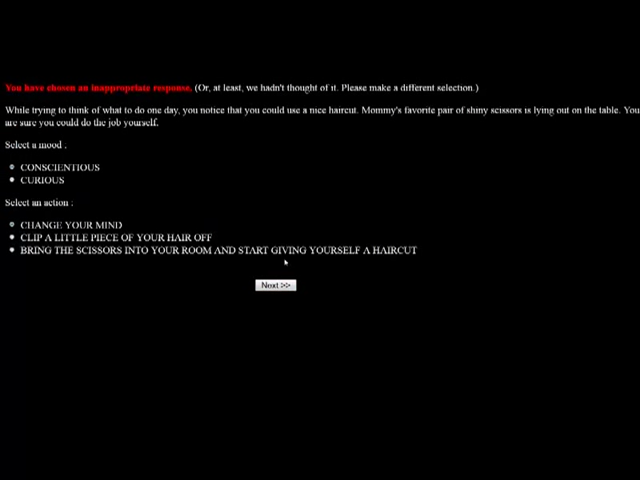 You have chosen an inappropriate response. (Or, at least, we hadn't thought of it. Please make a different selection.)
While trying to think of what to do one day, you notice that you could use a nice haircut. Mommy's favorite pair of shiny scissors is lying out on the table. You
are sure you could do the job yourself.
Select a mood :
CONSCIENTIOUS
CURIOUS
Select an action :
CHANGE YOUR MIND
CLIP A LITTLE PIECE OF YOUR HAIR OFF
BRING THE SCISSORS INTO YOUR ROOM AND START GIVING YOURSELF A HAIRCUT
Next >>